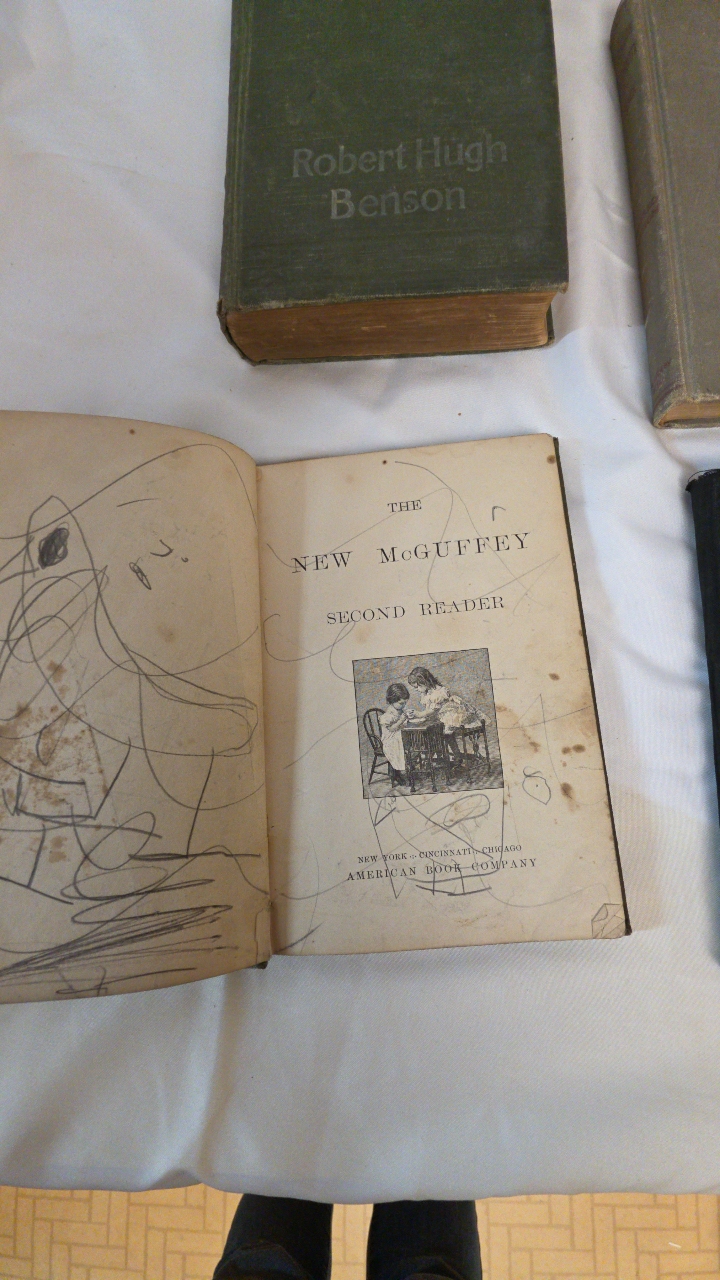 Robert Hugh
Benson
THE
NEW McGUFFEY
SECOND READER
NEW YORK ·:· CINCINNATI ·:· CHICAGO
AMERICAN BOOK COMPANY